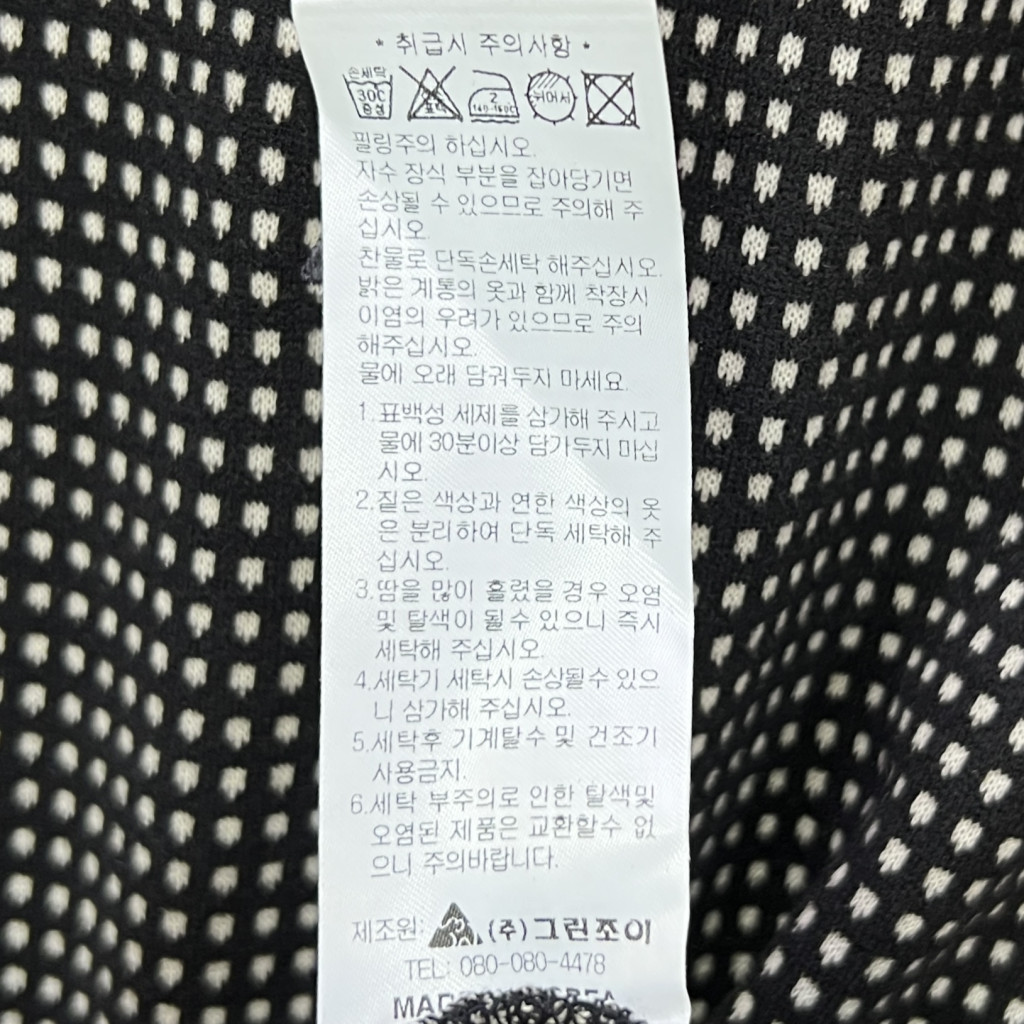 • 취급시 주의사항 •
손세탁
30C
중성
2
140-160C
필링주의 하십시오.
자수 장식 부분을 잡아당기면
손상될 수 있으므로 주의해 주
십시오.
찬물로 단독손세탁 해주십시오.
밝은 계통의 옷과 함께 착장시
이염의 우려가 있으므로 주의
해주십시오.
물에 오래 담궈두지 마세요.
1.표백성 세제를 삼가해 주시고
물에 30분이상 담가두지 마십
시오.
2.짙은 색상과 연한 색상의 옷
은 분리하여 단독 세탁해 주
십시오.
3.땀을 많이 흘렸을 경우 오염
및 탈색이 될수 있으니 즉시
세탁해 주십시오.
4.세탁기 세탁시 손상될수 있으
니 삼가해 주십시오.
5.세탁후 기계탈수 및 건조기
사용금지.
6.세탁 부주의로 인한 탈색및
오염된 제품은 교환할수 없
으니 주의바랍니다.
제조원: (주)그린조이
TEL: 080-080-4478